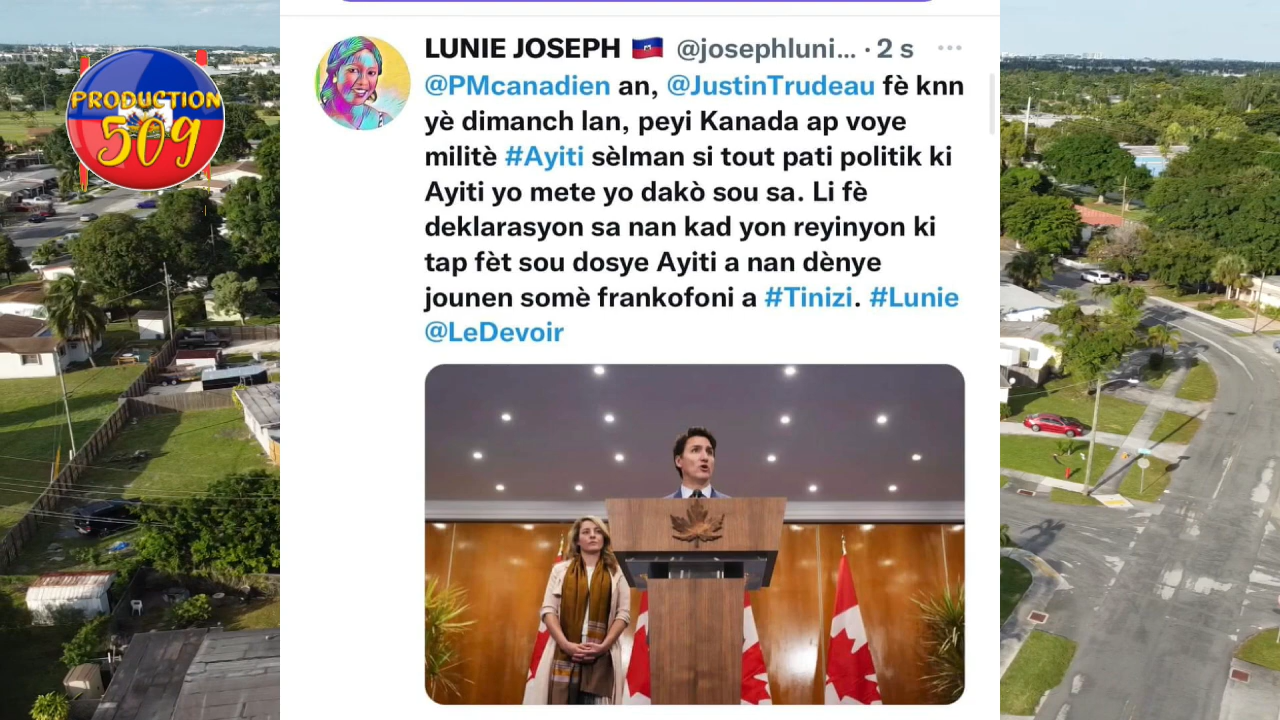 PRODUCTION
509
LUNIE JOSEPH 🇭🇹 @josephluni... · 2 s ...
@PMcanadien an, @JustinTrudeau fè knn
yè dimanch lan, peyi Kanada ap voye
militè #Ayiti sèlman si tout pati politik ki
Ayiti yo mete yo dakò sou sa. Li fè
deklarasyon sa nan kad yon reyinyon ki
tap fèt sou dosye Ayiti a nan dènye
jounen somè frankofoni a #Tinizi. #Lunie
@LeDevoir